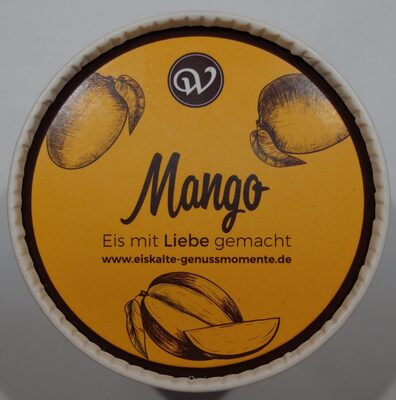 W
Mango
Eis mit Liebe gemacht
www.eiskalte-genussmomente.de